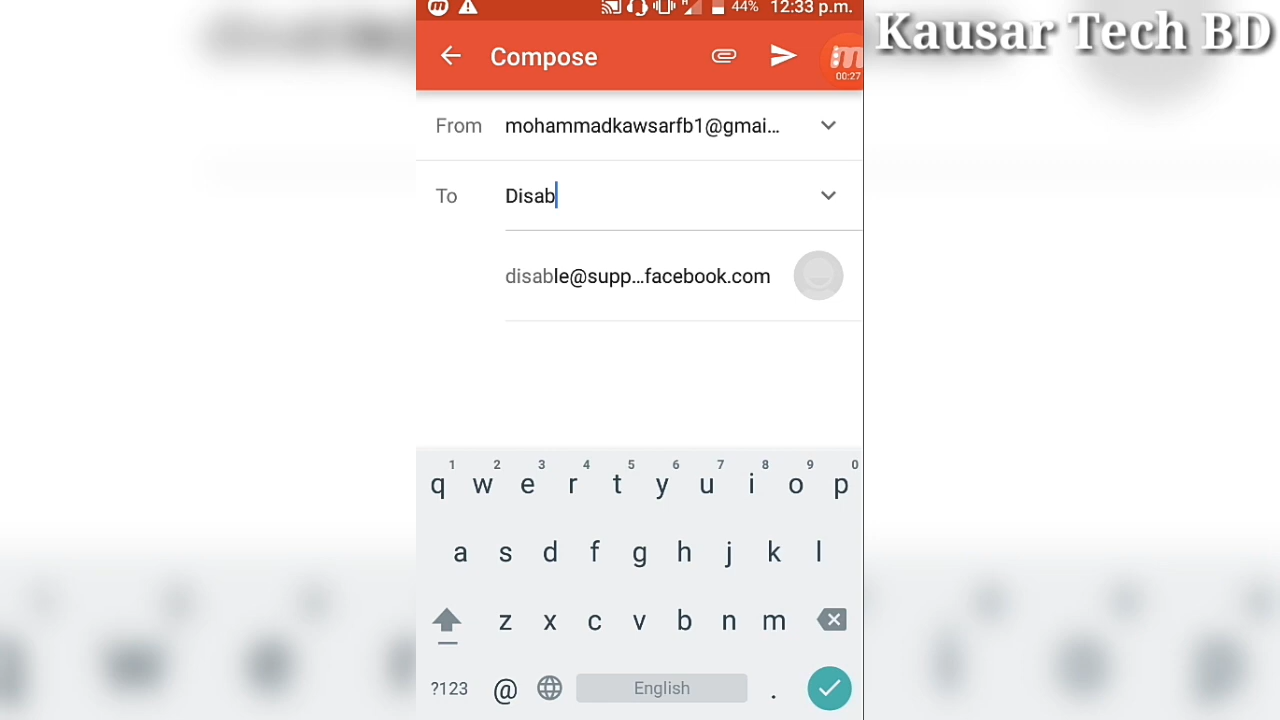 44% 12:33 p.m.
Kausar Tech BD
Compose
00:27
From mohammadkawsarfb1@gmai...
To Disab
disable@supp...facebook.com
1 2 3 4 5 6 7 8 9 0
q w e r t y u i o p
a s d f g h j k l
z x c v b n m
?123 @ English .